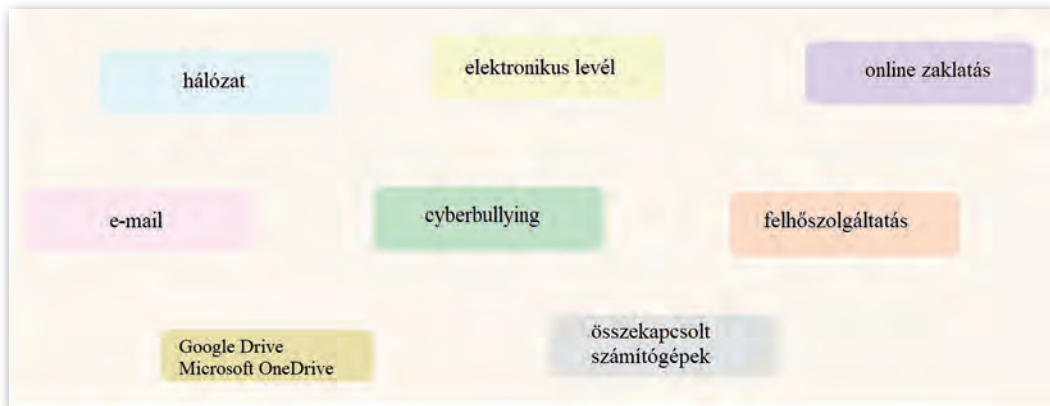 hálózat
elektronikus levél
online zaklatás
e-mail
cyberbullying
felhőszolgáltatás
Google Drive
Microsoft OneDrive
összekapcsolt
számítógépek